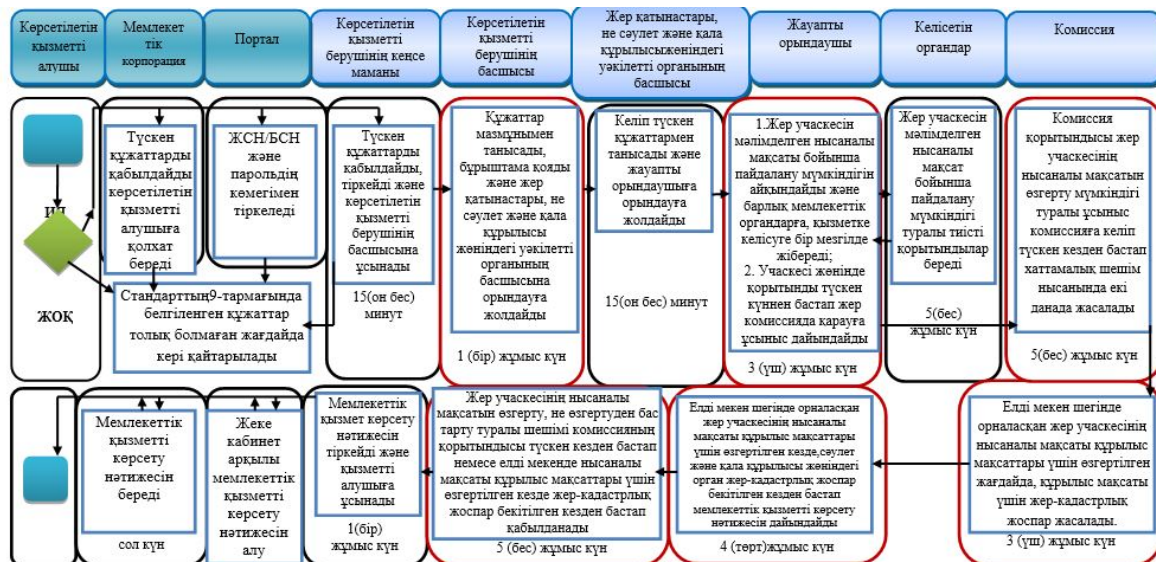 Көрсетілетін
қызметті
алушы
Мемлекет
тік
корпорация
Портал
Көрсетілетін
қызметті
берушінің кеңсе
маманы
Көрсетілетін
қызметті
берушінің
басшысы
Жер қатынастары,
не сәулет және қала
құрылысыжөніндегі
уәкілетті органының
басшысы
Жауапты
орындаушы
Келісетін
органдар
Комиссия
ЖОҚ
Түскен
құжаттарды
қабылдайды
көрсетілетін
қызметті
алушыға
қолхат
береді
ЖСН/БСН
және
парольдің
көмегімен
тіркеледі
Стандарттың9-тармағында
белгіленген құжаттар
толық болмаған жағдайда
кері қайтарылады
Түскен
құжаттарды
қабылдайды,
тіркейді және
көрсетілетін
қызметті
берушінің
басшысына
ұсынады
15(он бес)
минут
Құжаттар
мазмұнымен
танысады,
бұрыштама қояды
және жер
қатынастары, не
сәулет және қала
құрылысы
жөніндегі уәкілетті
органының
басшысына
орындауға
жолдайды
1 (бір) жұмыс күн
Келіп түскен
құжаттармен
танысады және
жауапты
орындаушыға
орындауға
жолдайды
15(он бес) минут
1.Жер учаскесін
мәлімделген нысаналы
мақсаты бойынша
пайдалану мүмкіндігін
айқындайды және
барлық мемлекеттік
органдарға, қызметке
келісуге бір мезгілде
жібереді;
2. Учаскесі жөнінде
қорытынды түскен
күннен бастап жер
комиссияда қарауға
ұсыныс дайындайды
3 (үш) жұмыс күн
Жер учаскесін
мәлімделген
нысаналы
мақсат
бойынша
пайдалану
мүмкіндігі
туралы тиісті
қорытындылар
береді
5(бес)
жұмыс күн
Комиссия
қорытындысы жер
учаскесінің
нысаналы мақсатын
өзгерту мүмкіндігі
туралы ұсыныс
комиссияға келіп
түскен кезден бастап
хаттамалық шешім
нысанында екі
данада жасалады
5(бес) жұмыс күн
Мемлекеттік
қызметті
көрсету
нәтижесін
береді
сол күн
Жеке
кабинет
арқылы
мемлекеттік
қызметті
көрсету
нәтижесін
алу
Мемлекеттік
қызмет көрсету
нәтижесін
тіркейді және
қызметті
алушыға
ұсынады
1(бір)
жұмыс күн
Жер учаскесінің нысаналы
мақсатын өзгерту, не өзгертуден бас
тарту туралы шешімі комиссияның
қорытындысы түскен кезден бастап
немесе елді мекенде нысаналы
мақсаты құрылыс мақсаттары үшін
өзгертілген кезде жер-кадастрлық
жоспар бекітілген кезден бастап
қабылданады
5 (бес) жұмыс күн
Елді мекен шегінде орналасқан
жер учаскесінің нысаналы
мақсаты құрылыс мақсаттары
үшін өзгертілген кезде,сәулет
және қала құрылысы жөніндегі
орган жер-кадастрлық жоспар
бекітілген кезден бастап
мемлекеттік қызметті көрсету
нәтижесін дайындайды
4 (төрт)жұмыс күн
Елді мекен шегінде
орналасқан жер учаскесінің
нысаналы мақсаты құрылыс
мақсаттары үшін өзгертілген
жағдайда, құрылыс мақсаты
үшін жер-кадастрлық
жоспар жасалады.
3 (үш) жұмыс күн